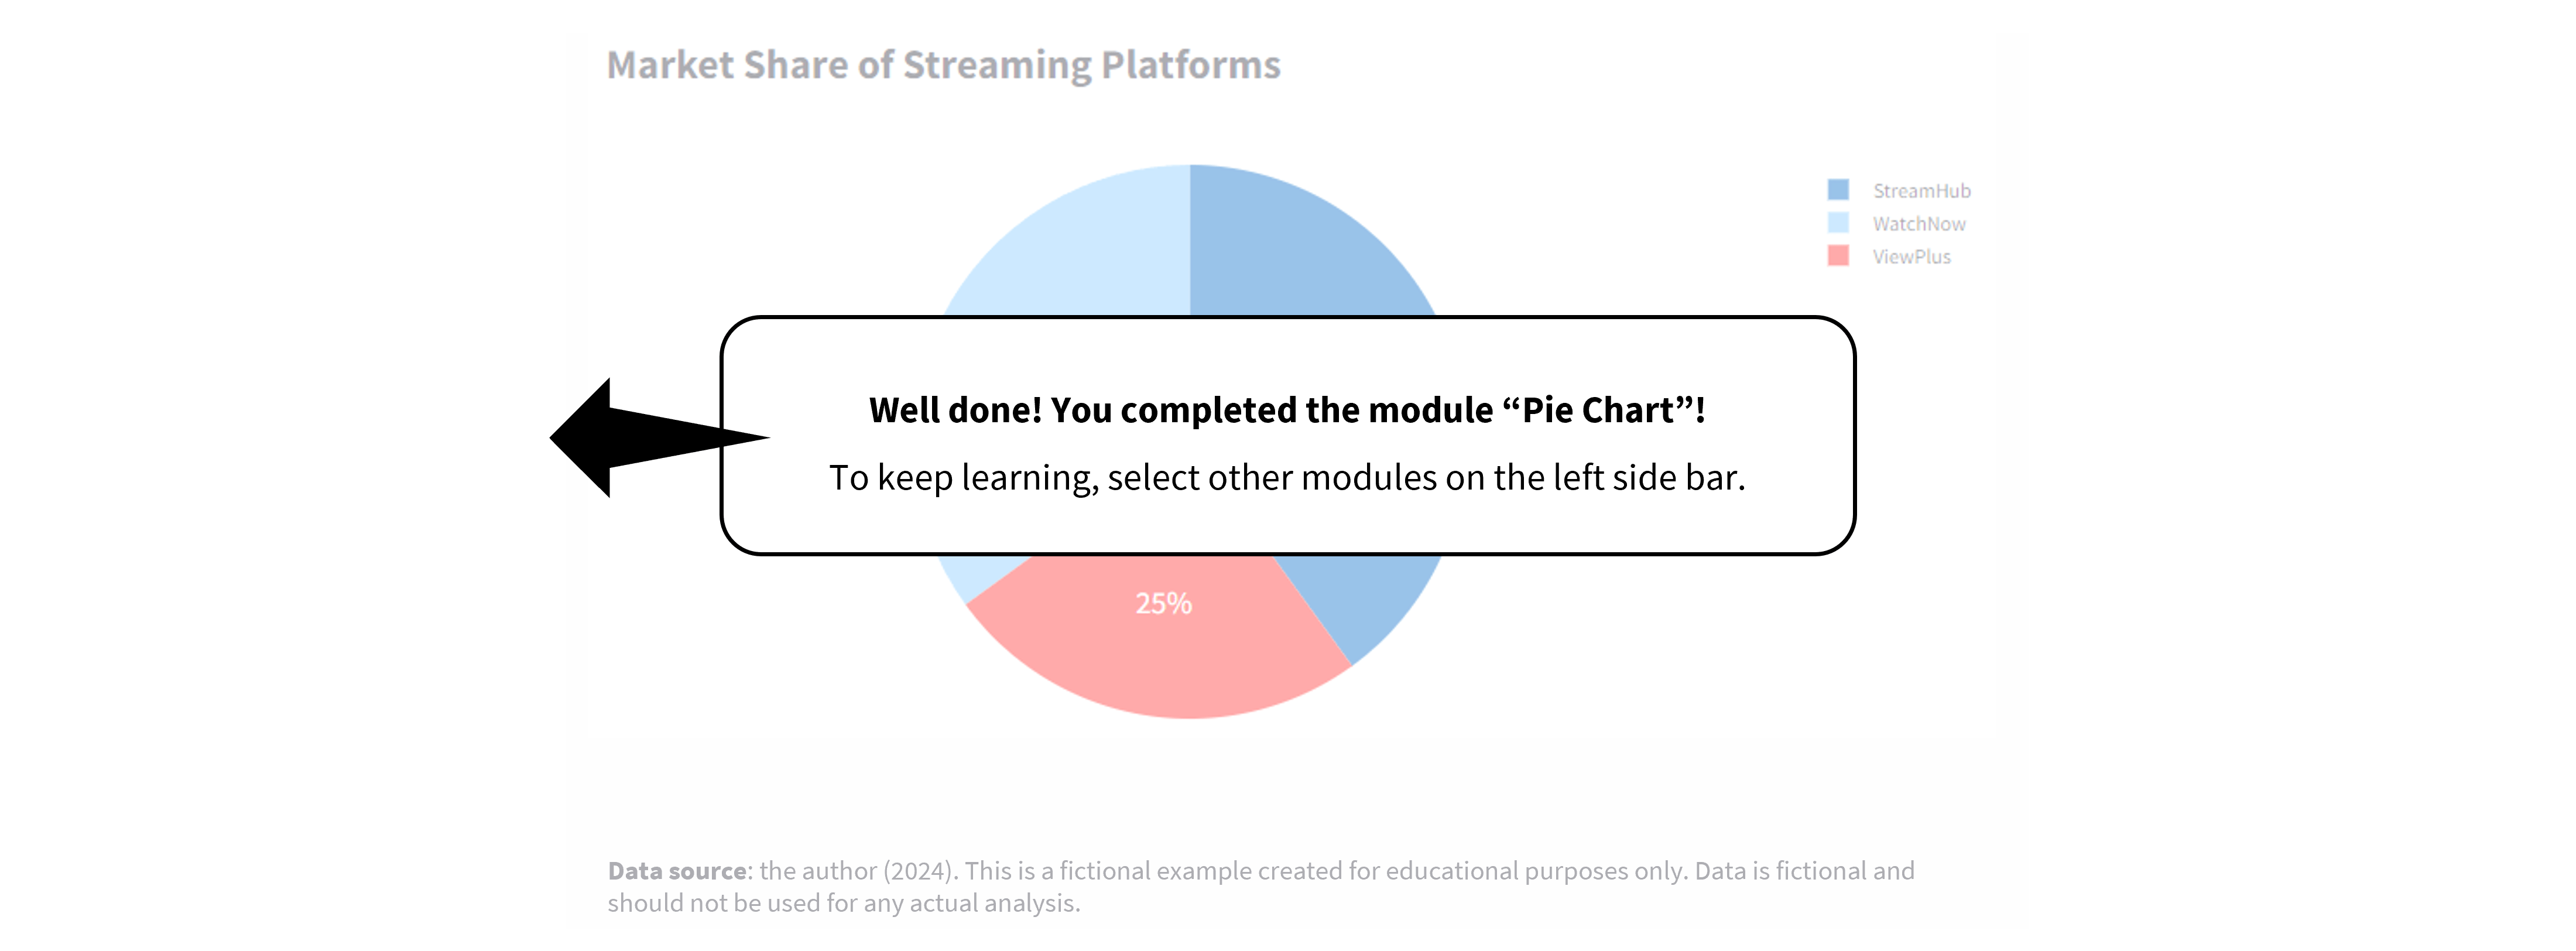 Market Share of Streaming Platforms
StreamHub
WatchNow
ViewPlus
Well done! You completed the module “Pie Chart”!
To keep learning, select other modules on the left side bar.
25%
Data source: the author (2024). This is a fictional example created for educational purposes only. Data is fictional and
should not be used for any actual analysis.